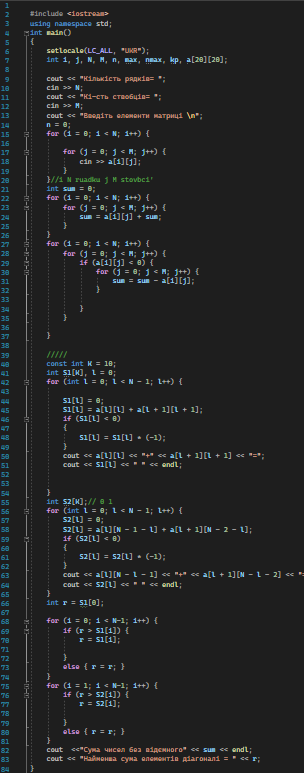 #include <iostream>
using namespace std;
int main()
{
setlocale(LC_ALL, "UKR");
int i, j, N, M, n, max, nmax, kp, a[20][20];
cout << "Кількість рядків= ";
cin >> N;
cout << "Кі-сть стовбців= ";
cin >> M;
cout << "Введіть елементи матриці \n";
n = 0;
for (i = 0; i < N; i++) {
for (j = 0; j < M; j++) {
cin >> a[i][j];
}
}//i N ruadku j M stovbci'
int sum = 0;
for (i = 0; i < N; i++) {
for (j = 0; j < M; j++) {
sum = a[i][j] + sum;
}
}
for (i = 0; i < N; i++) {
for (j = 0; j < M; j++) {
if (a[i][j] < 0) {
for (j = 0; j < M; j++) {
sum = sum - a[i][j];
}
}
}
}
/////
const int K = 10;
int S1[K], l = 0;
for (int l = 0; l < N - 1; l++) {
S1[l] = 0;
S1[l] = a[l][l] + a[l + 1][l + 1];
if (S1[l] < 0)
{
S1[l] = S1[l] * (-1);
}
cout << a[l][l] << "+" << a[l + 1][l + 1] << "=";
cout << S1[l] << " " << endl;
}
int S2[K];// 0 1
for (int l = 0; l < N - 1; l++) {
S2[l] = 0;
S2[l] = a[l][N - 1 - l] + a[l + 1][N - 2 - l];
if (S2[l] < 0)
{
S2[l] = S2[l] * (-1);
}
cout << a[l][N - l - 1] << "+" << a[l + 1][N - l - 2] << "=
cout << S2[l] << " " << endl;
}
int r = S1[0];
for (i = 0; i < N-1; i++) {
if (r > S1[i]) {
r = S1[i];
}
else { r = r; }
}
for (i = 1; i < N-1; i++) {
if (r > S2[i]) {
r = S2[i];
}
else { r = r; }
}
cout <<"Сума чисел без відємного" << sum << endl;
cout << "Найменша сума елементів діагоналі = " << r;
}